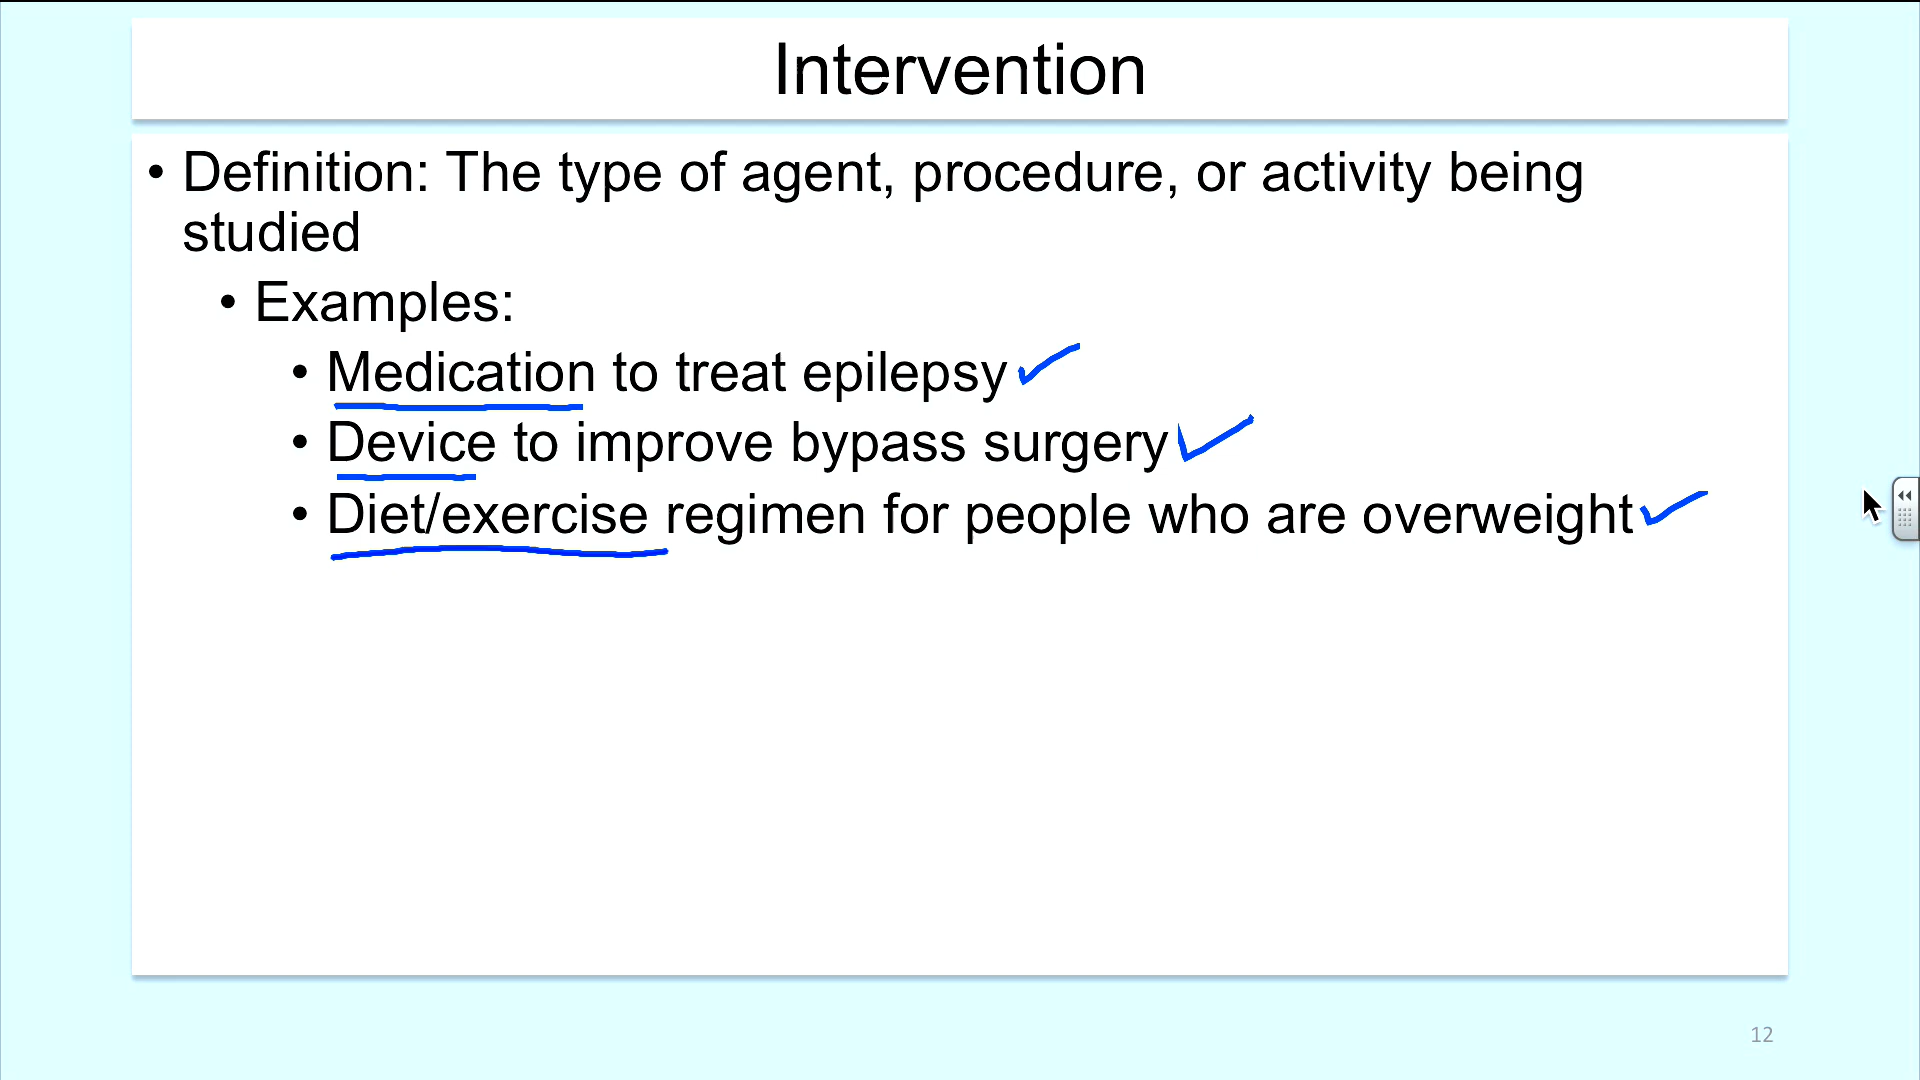 Intervention
• Definition: The type of agent, procedure, or activity being
studied
• Examples:
• Medication to treat epilepsy
• Device to improve bypass surgery
• Diet/exercise regimen for people who are overweight
12